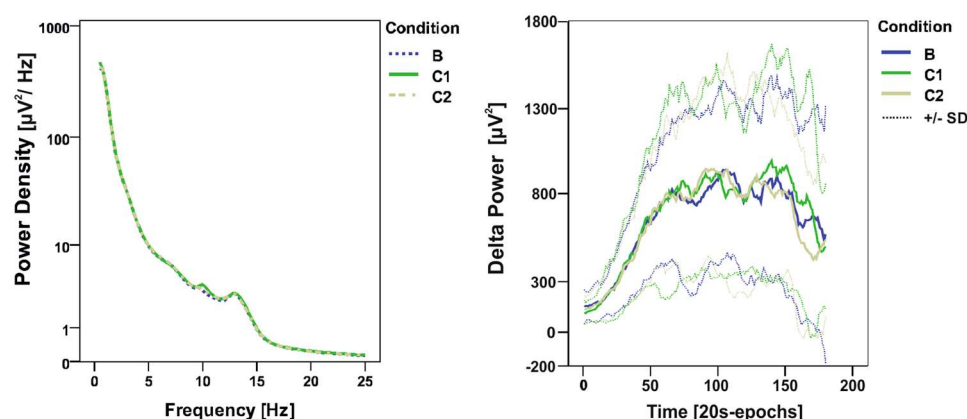 1000
100
10
1
0
Power Density [µV²/ Hz]
0 5 10 15 20 25
Frequency [Hz]
Condition
B
C1
C2
1800
1300
800
300
0
-200
Delta Power [µV²]
0 50 100 150 200
Time [20s-epochs]
Condition
B
C1
C2
+/- SD